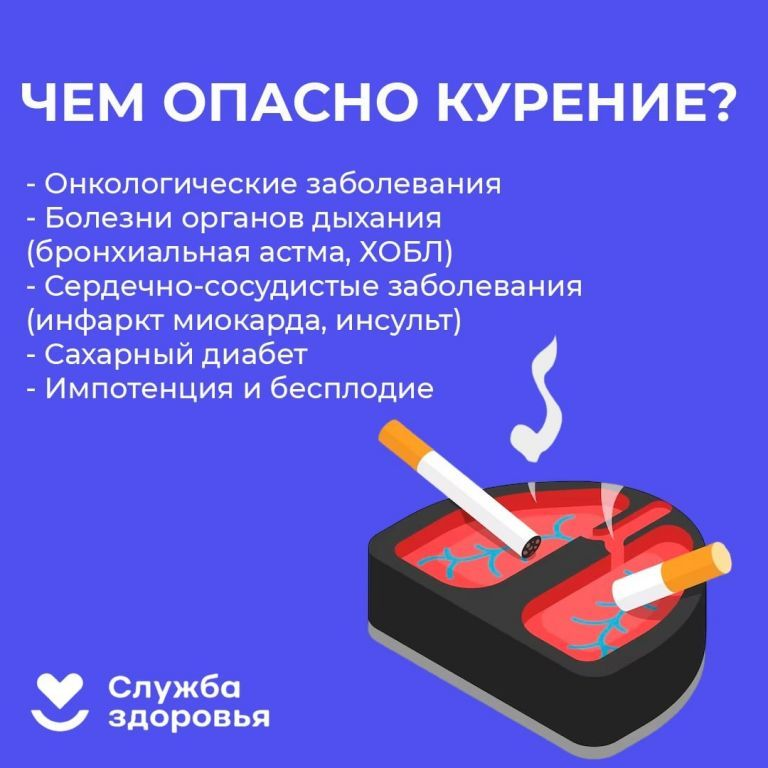 ЧЕМ ОПАСНО КУРЕНИЕ?
- Онкологические заболевания
- Болезни органов дыхания
(бронхиальная астма, ХОБЛ)
- Сердечно-сосудистые заболевания
(инфаркт миокарда, инсульт)
- Сахарный диабет
- Импотенция и бесплодие
Служба
здоровья